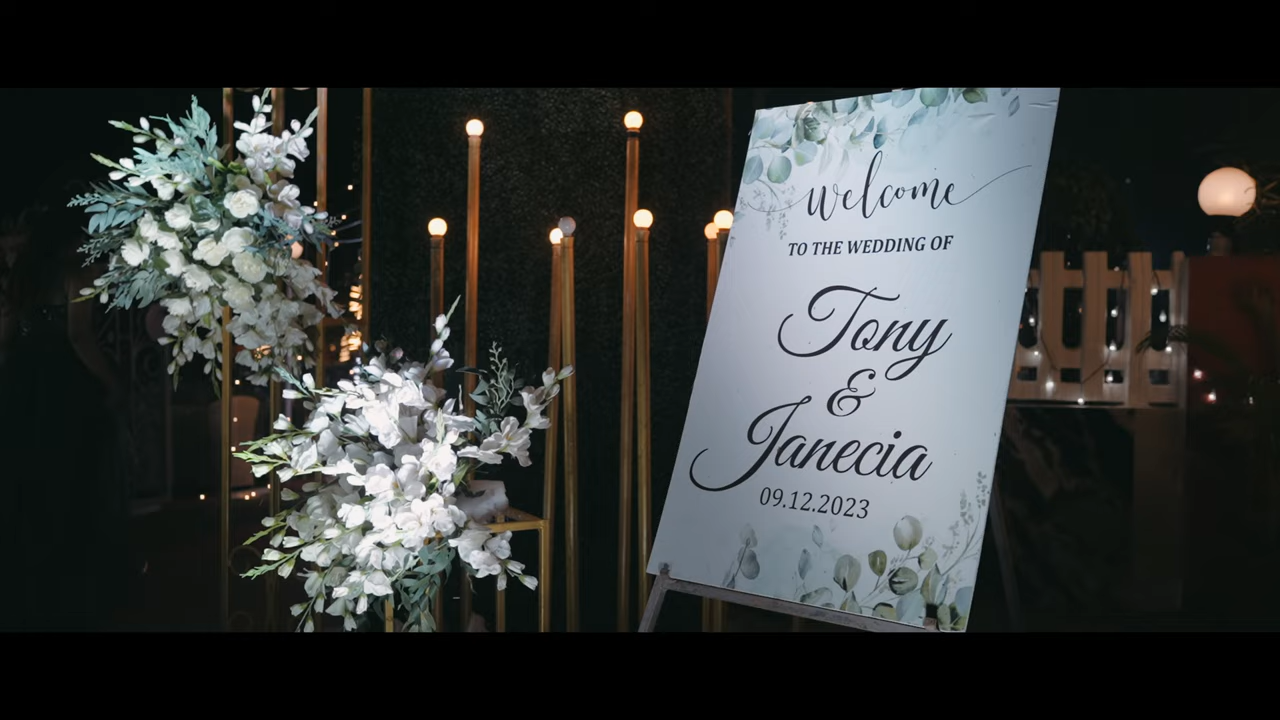 welcome
TO THE WEDDING OF
Tony
&
Janecia
09.12.2023